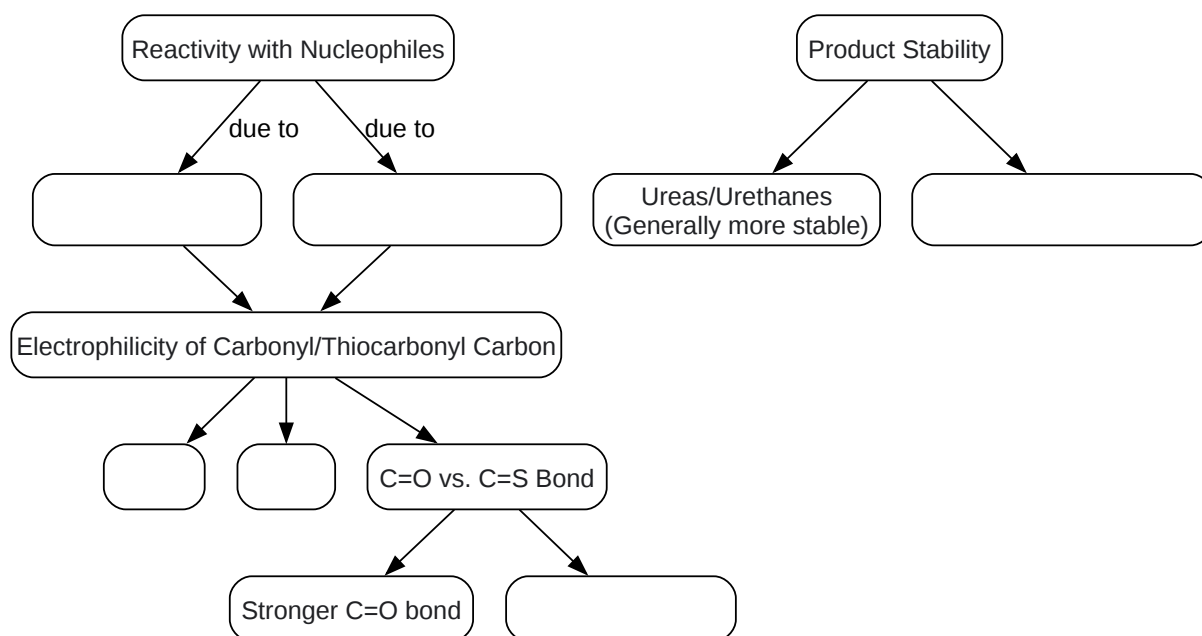 Reactivity with Nucleophiles
Product Stability
due to
due to
Ureas/Urethanes
(Generally more stable)
Electrophilicity of Carbonyl/Thiocarbonyl Carbon
C=O vs. C=S Bond
Stronger C=O bond